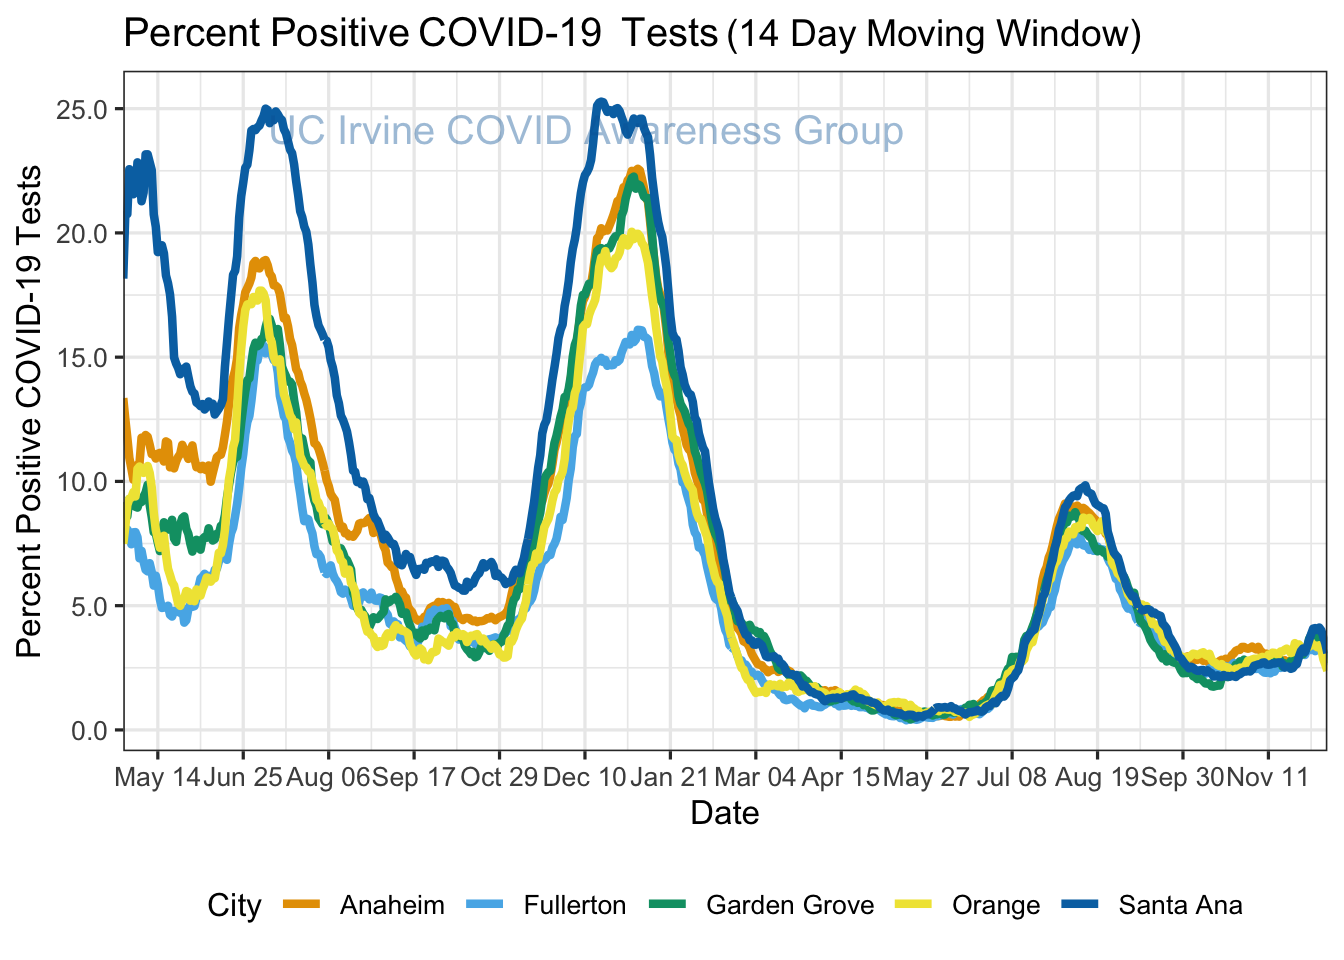 Percent Positive COVID-19 Tests (14 Day Moving Window)
UC Irvine COVID Awareness Group
Percent Positive COVID-19 Tests
25.0
20.0
15.0
10.0
5.0
0.0
May 14 Jun 25 Aug 06 Sep 17 Oct 29 Dec 10 Jan 21 Mar 04 Apr 15 May 27 Jul 08 Aug 19 Sep 30 Nov 11
Date
City Anaheim Fullerton Garden Grove Orange Santa Ana